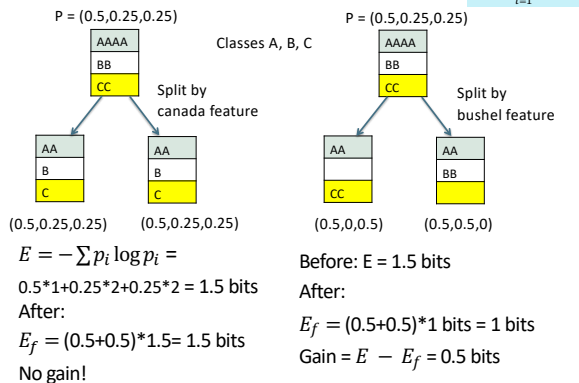 i=1
P = (0.5,0.25,0.25)
AAAA
BB
CC
Classes A, B, C
Split by
canada feature
AA
B
C
AA
B
C
(0.5,0.25,0.25)
(0.5,0.25,0.25)
E = −∑ pᵢ log pᵢ =
0.5*1+0.25*2+0.25*2 = 1.5 bits
After:
E_f = (0.5+0.5)*1.5= 1.5 bits
No gain!
P = (0.5,0.25,0.25)
AAAA
BB
CC
Split by
bushel feature
AA
CC
AA
BB
(0.5,0,0.5)
(0.5,0.5,0)
Before: E = 1.5 bits
After:
E_f = (0.5+0.5)*1 bits = 1 bits
Gain = E − E_f = 0.5 bits